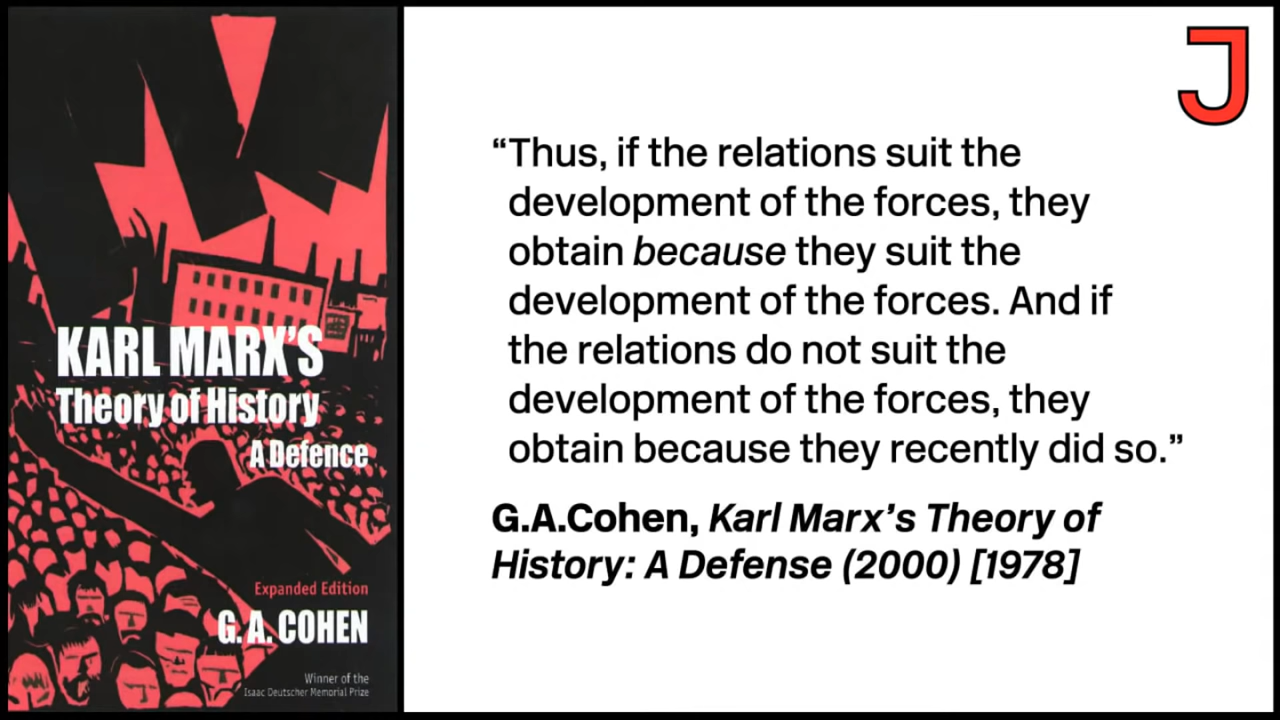 KARL MARX'S
Theory of History
A Defence
Expanded Edition
G. A. COHEN
Winner of the
Isaac Deutscher Memorial Prize
J
“Thus, if the relations suit the
development of the forces, they
obtain because they suit the
development of the forces. And if
the relations do not suit the
development of the forces, they
obtain because they recently did so.”
G.A.Cohen, Karl Marx’s Theory of
History: A Defense (2000) [1978]